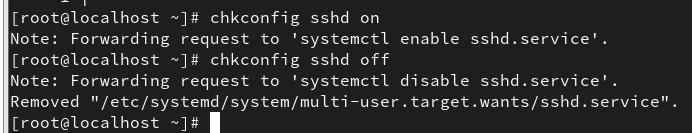 [root@localhost ~]# chkconfig sshd on
Note: Forwarding request to 'systemctl enable sshd.service'.
[root@localhost ~]# chkconfig sshd off
Note: Forwarding request to 'systemctl disable sshd.service'.
Removed "/etc/systemd/system/multi-user.target.wants/sshd.service".
[root@localhost ~]#